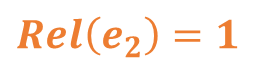 Rel(e₂) = 1